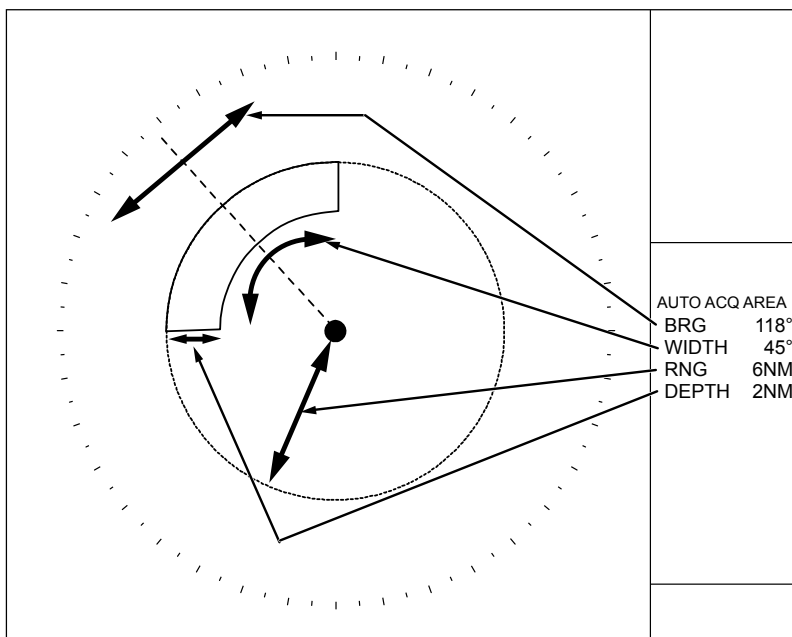 AUTO ACQ AREA
BRG 118°
WIDTH 45°
RNG 6NM
DEPTH 2NM